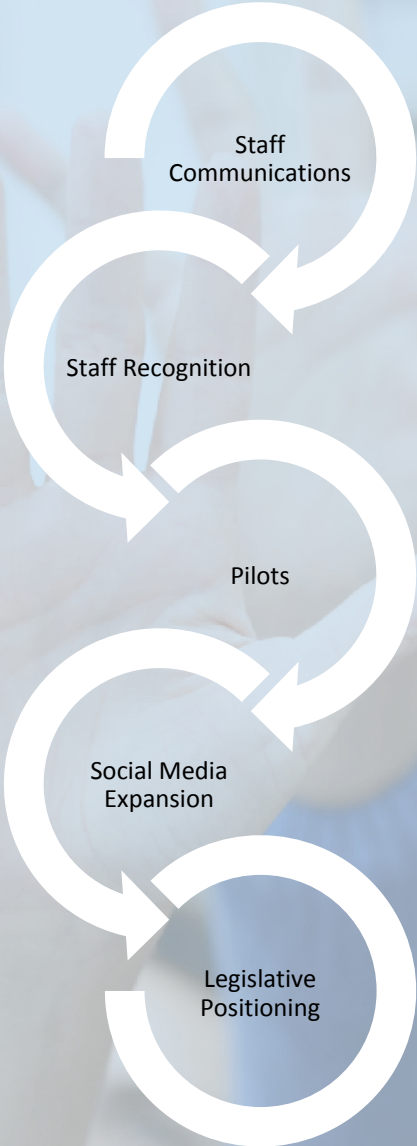 Staff
Communications
Staff Recognition
Pilots
Social Media
Expansion
Legislative
Positioning